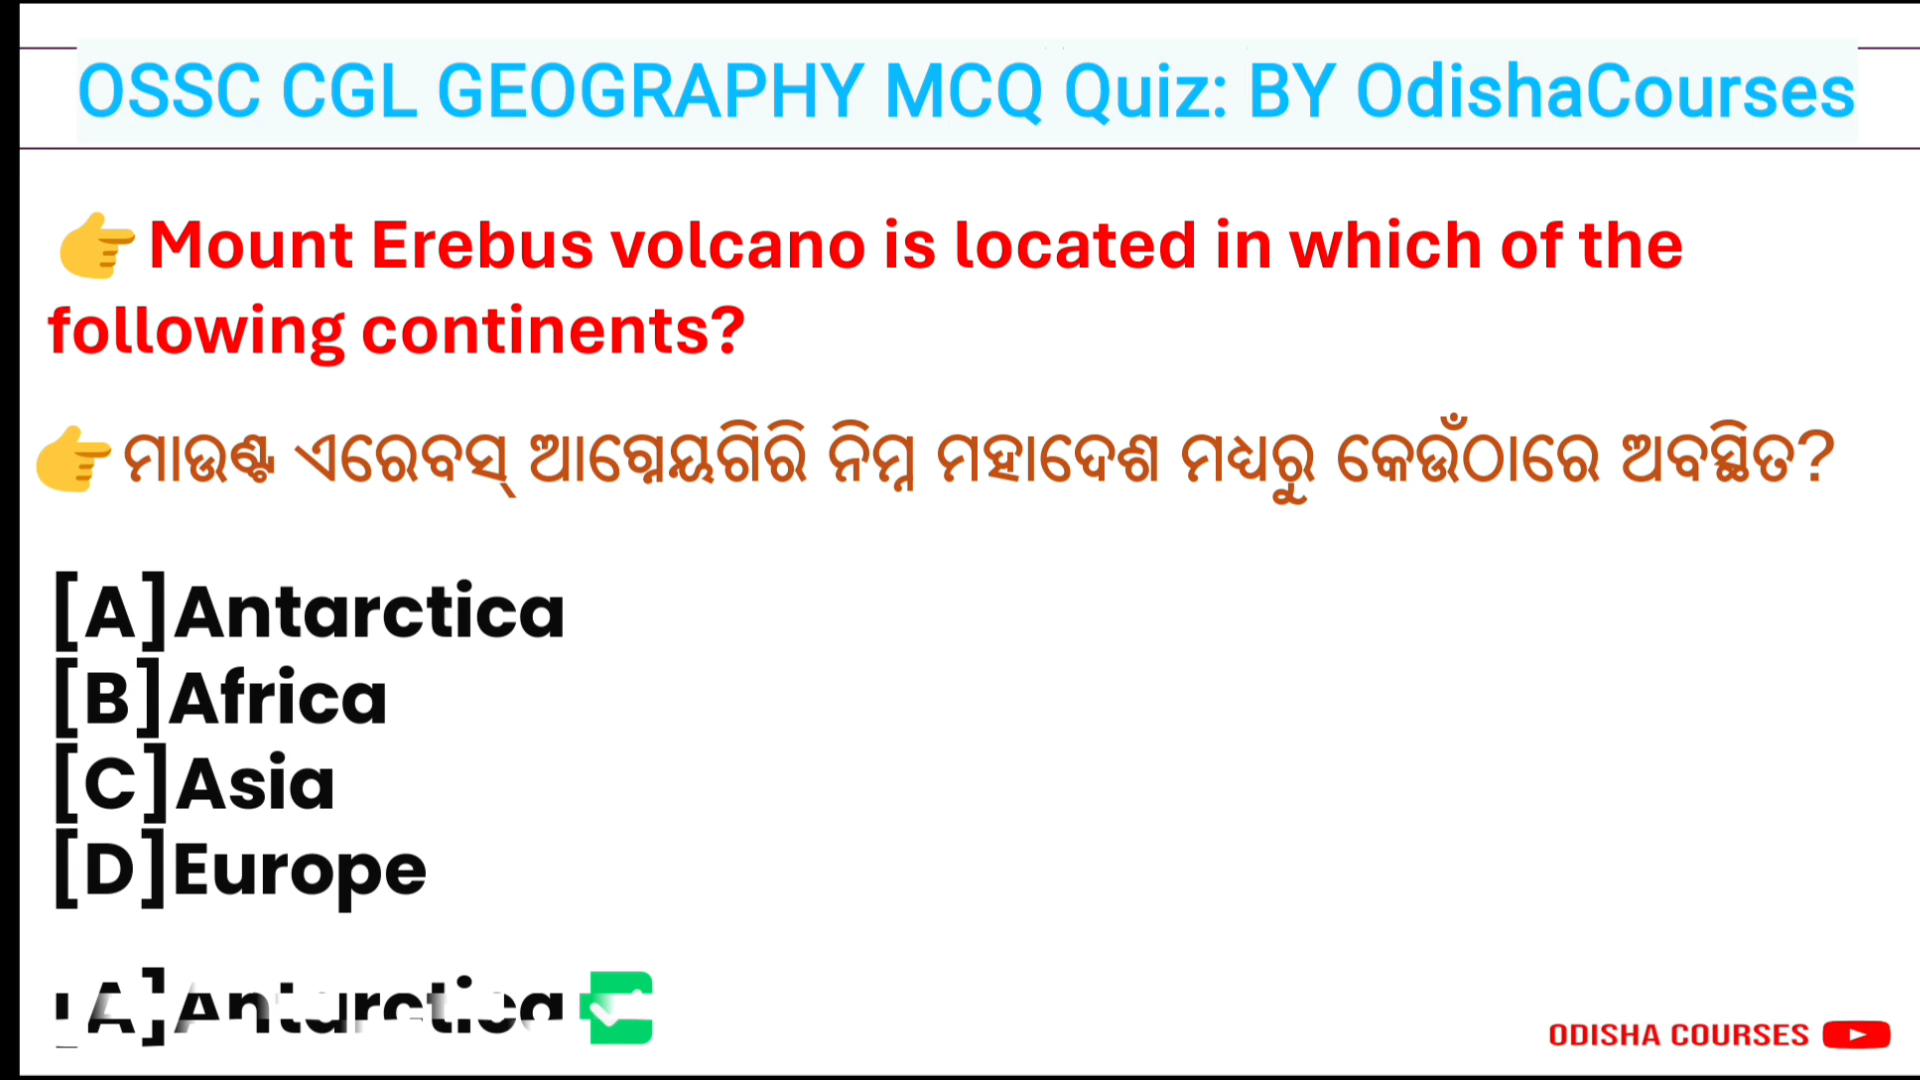 OSSC CGL GEOGRAPHY MCQ Quiz: BY OdishaCourses
👉Mount Erebus volcano is located in which of the
following continents?
👉ମାଉଣ୍ଟ ଏରେବସ୍ ଆଗ୍ନେୟଗିରି ନିମ୍ନ ମହାଦେଶ ମଧ୍ୟରୁ କେଉଁଠାରେ ଅବସ୍ଥିତ?
[A]Antarctica
[B]Africa
[C]Asia
[D]Europe
[A]Antarctica✅
ODISHA COURSES